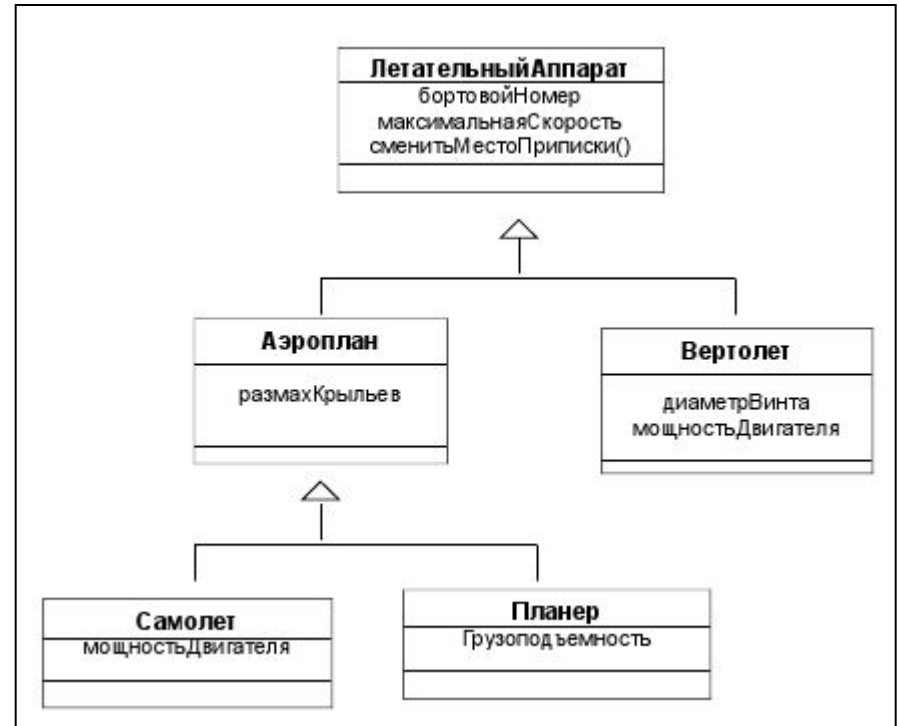 ЛетательныйАппарат
бортовойНомер
максимальнаяСкорость
сменитьМестоПриписки()
Аэроплан
размахКрыльев
Вертолет
диаметрВинта
мощностьДвигателя
Самолет
мощностьДвигателя
Планер
Грузоподъемность